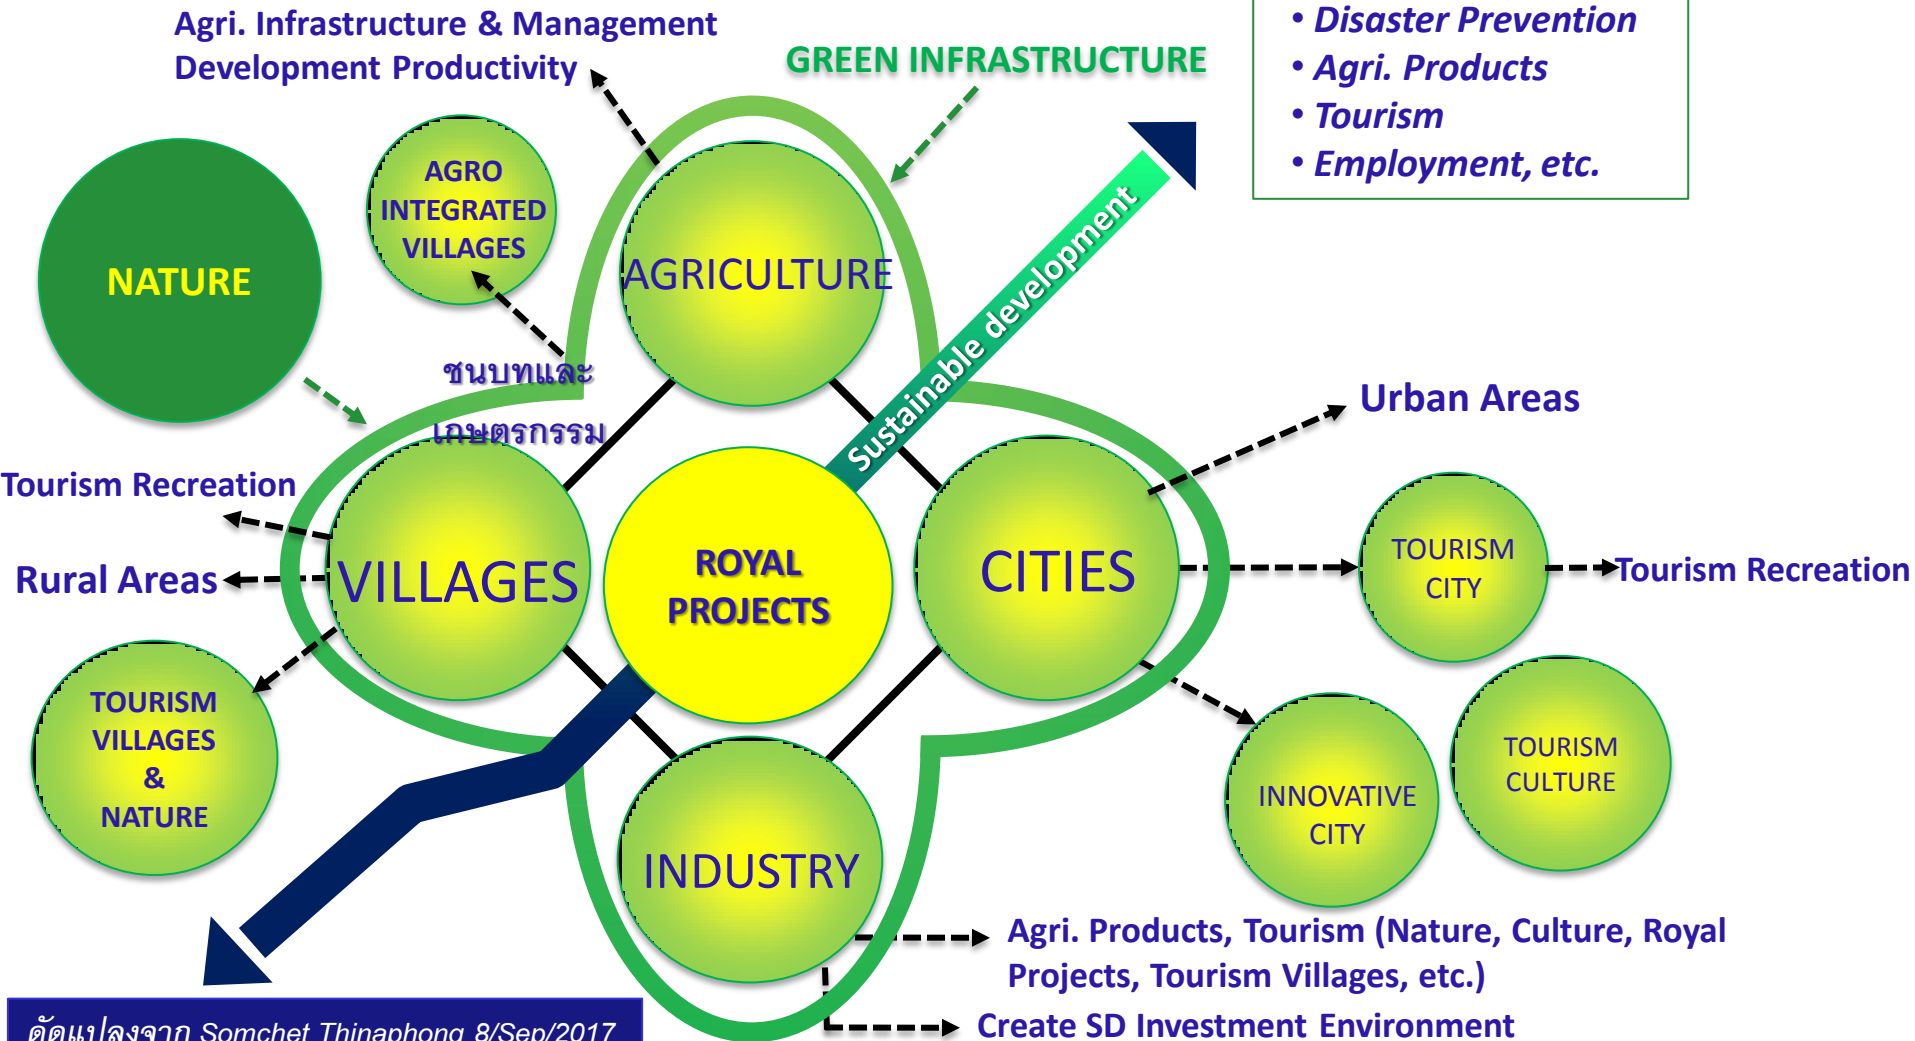 Agri. Infrastructure & Management
Development Productivity
GREEN INFRASTRUCTURE
• Disaster Prevention
• Agri. Products
• Tourism
• Employment, etc.
NATURE
AGRO
INTEGRATED
VILLAGES
AGRICULTURE
Sustainable development
ชนบทและ
เกษตรกรรม
Urban Areas
Tourism Recreation
Rural Areas
VILLAGES
ROYAL
PROJECTS
CITIES
TOURISM
CITY
Tourism Recreation
TOURISM
VILLAGES
&
NATURE
INNOVATIVE
CITY
TOURISM
CULTURE
INDUSTRY
Agri. Products, Tourism (Nature, Culture, Royal
Projects, Tourism Villages, etc.)
Create SD Investment Environment
ดัดแปลงจาก Somchet Thinaphong 8/Sep/2017